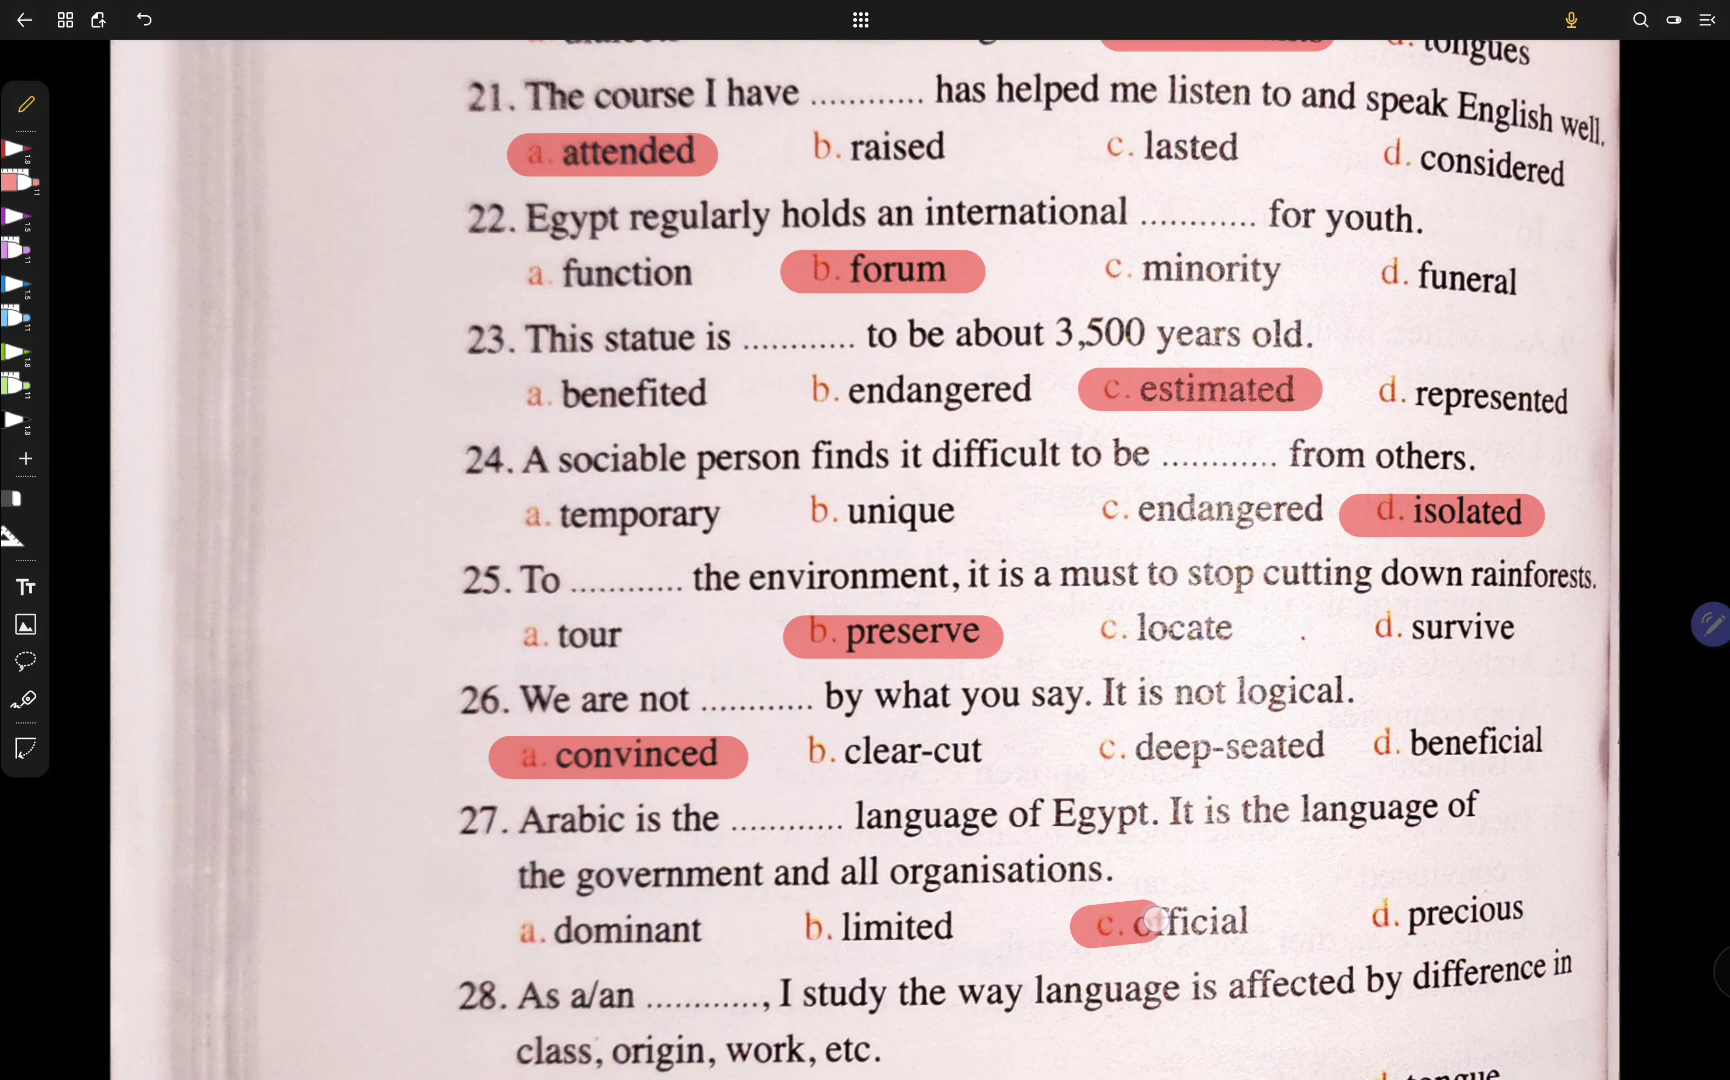 d. tongues
21. The course I have ............ has helped me listen to and speak English well.
a. attended b. raised c. lasted d. considered
22. Egypt regularly holds an international ............ for youth.
a. function b. forum c. minority d. funeral
23. This statue is ............ to be about 3,500 years old.
a. benefited b. endangered c. estimated d. represented
24. A sociable person finds it difficult to be ............ from others.
a. temporary b. unique c. endangered d. isolated
25. To ............ the environment, it is a must to stop cutting down rainforests.
a. tour b. preserve c. locate d. survive
26. We are not ............ by what you say. It is not logical.
a. convinced b. clear-cut c. deep-seated d. beneficial
27. Arabic is the ............ language of Egypt. It is the language of
the government and all organisations.
a. dominant b. limited c. official d. precious
28. As a/an ............, I study the way language is affected by difference in
class, origin, work, etc.
d. tongue